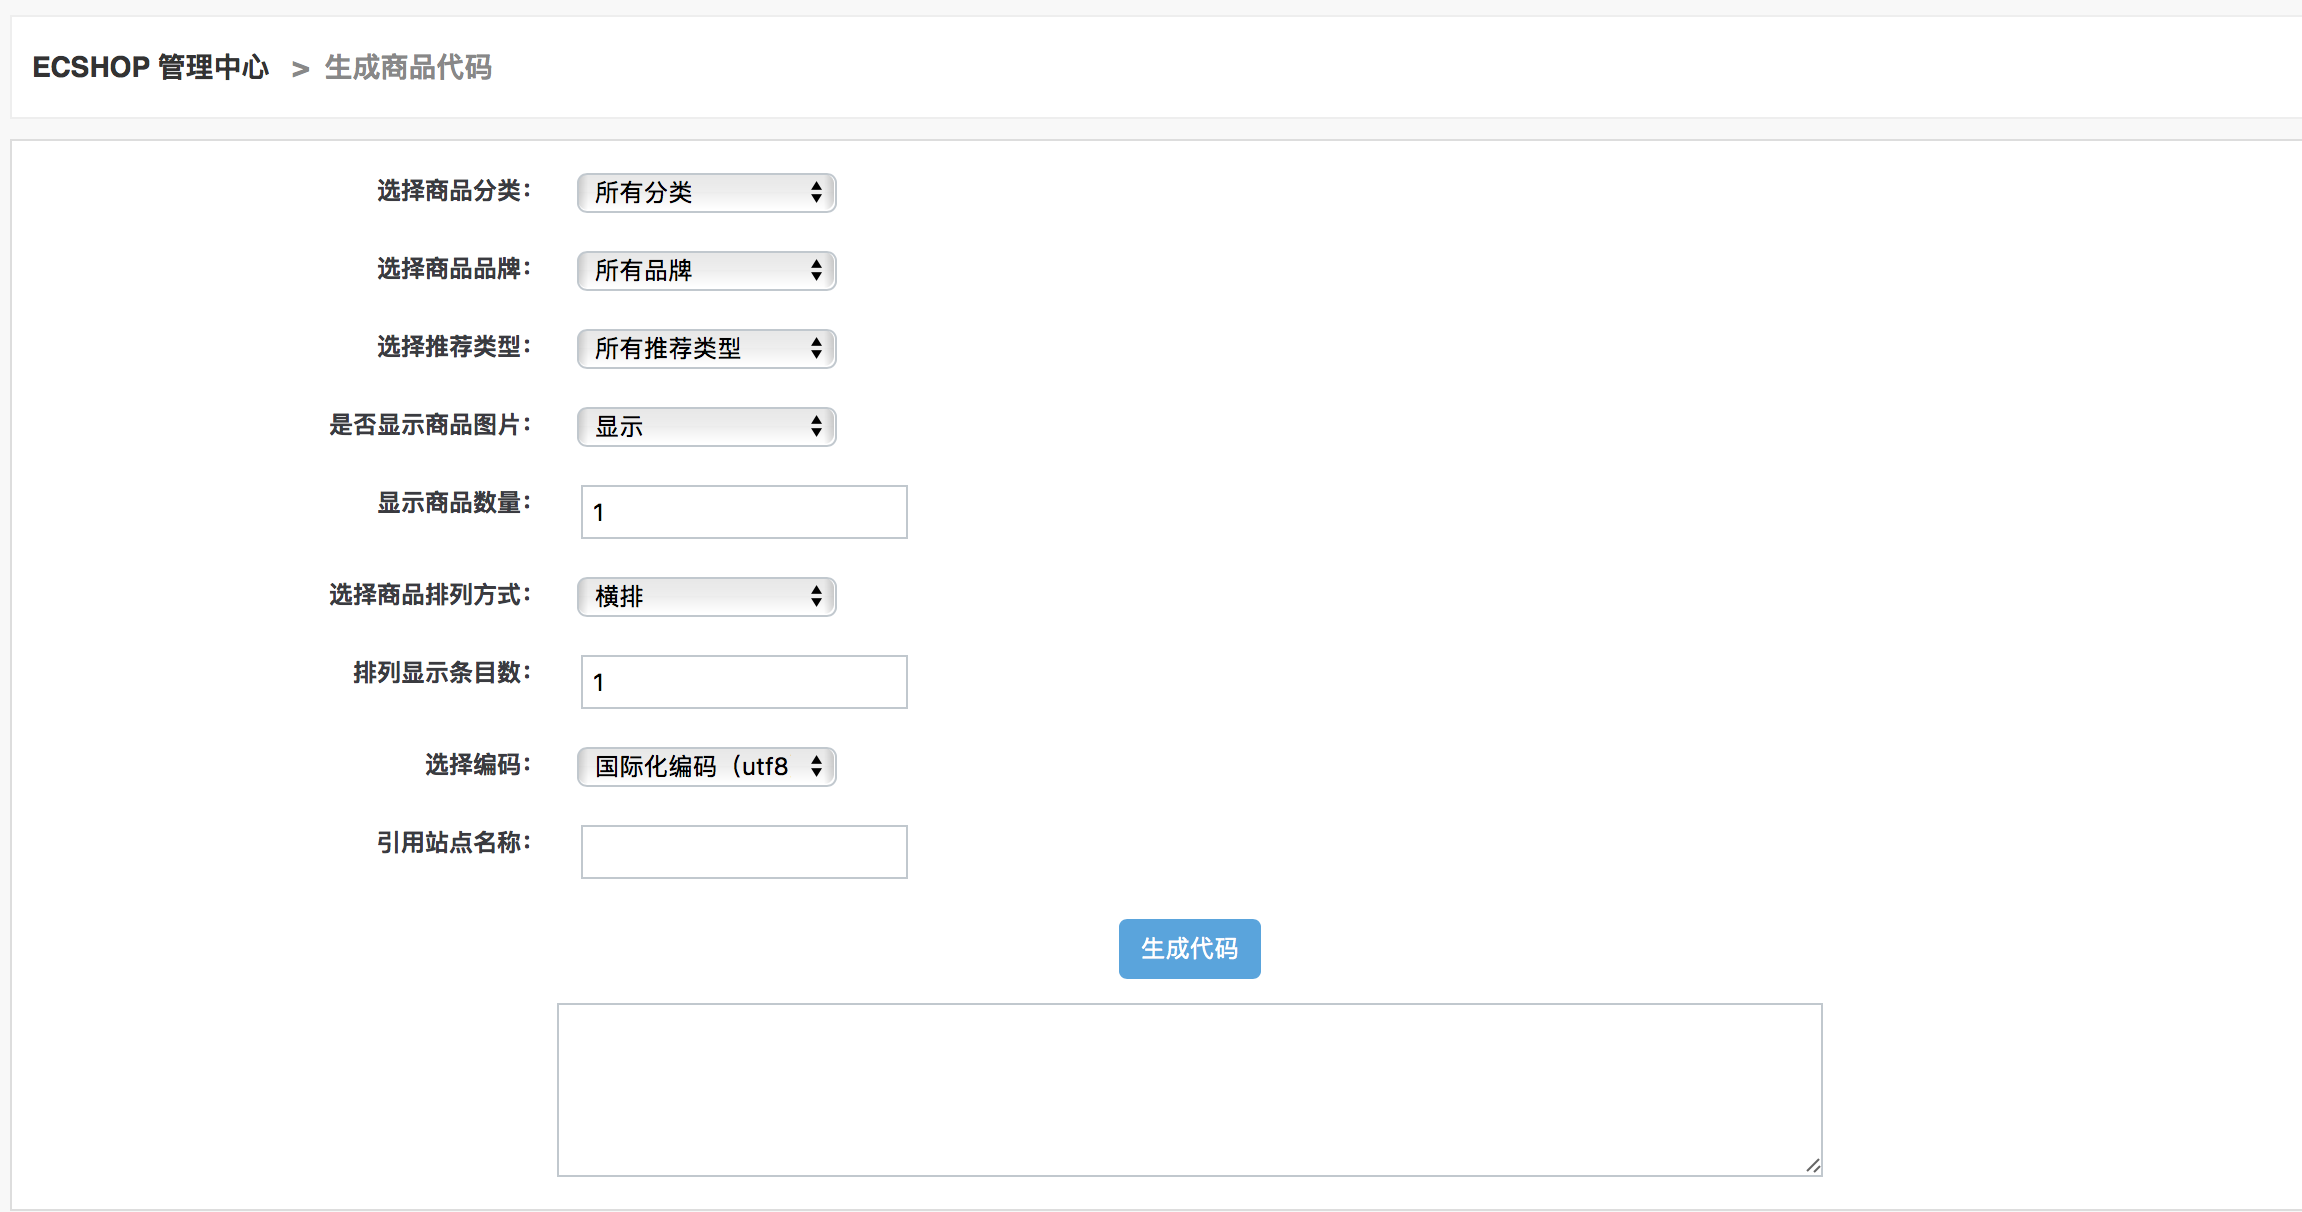 ECSHOP 管理中心 > 生成商品代码
选择商品分类： 所有分类
选择商品品牌： 所有品牌
选择推荐类型： 所有推荐类型
是否显示商品图片： 显示
显示商品数量： 1
选择商品排列方式： 横排
排列显示条目数： 1
选择编码： 国际化编码（utf8
引用站点名称：
生成代码